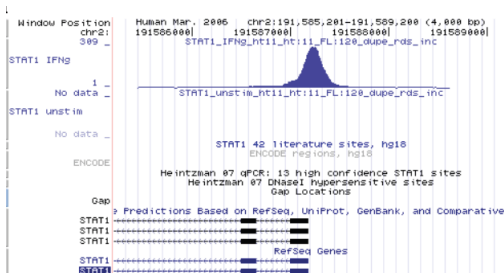 Window Position Human Mar. 2006 chr2:191,585,201-191,589,200 (4,000 bp)
chr2: 191586000| 191587000| 191588000| 191589000|
309 _ STAT1_IFNg_ht11_ht:11_FL:120_dupe_rds_inc
STAT1 IFNg
1 _
No data _ STAT1_unstim_ht11_ht:11_FL:120_dupe_rds_inc
STAT1 unstim
No data _
STAT1 42 literature sites, hg18
ENCODE regions, hg18
ENCODE
Heintzman 07 qPCR: 13 high confidence STAT1 sites
Heintzman 07 DNaseI hypersensitive sites
Gap Locations
Gap
e Predictions Based on RefSeq, UniProt, GenBank, and Comparative
STAT1
STAT1
STAT1
RefSeq Genes
STAT1
STAT1